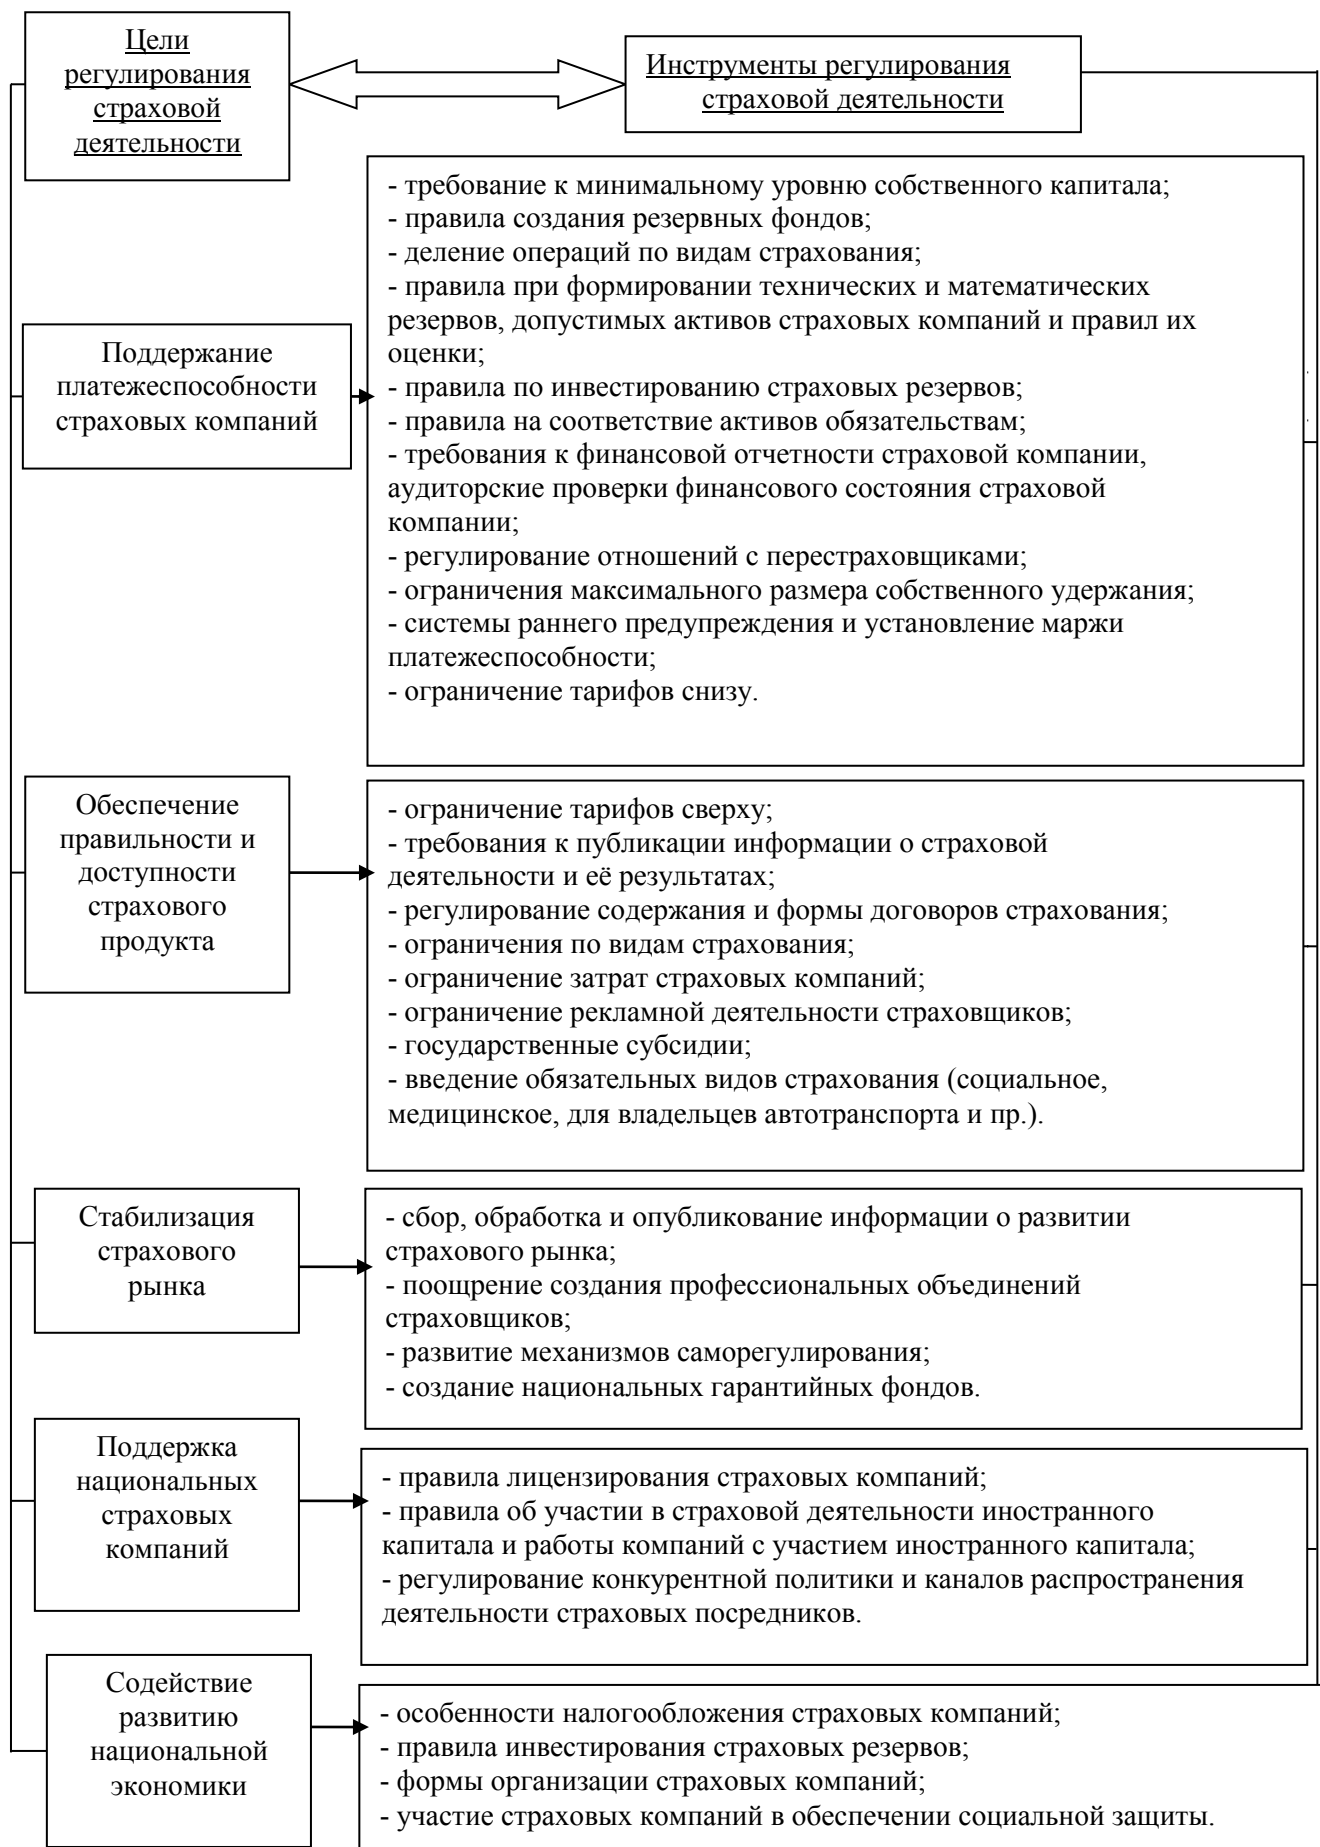 Цели
регулирования
страховой
деятельности
Инструменты регулирования
страховой деятельности
Поддержание
платежеспособности
страховых компаний
- требование к минимальному уровню собственного капитала;
- правила создания резервных фондов;
- деление операций по видам страхования;
- правила при формировании технических и математических
резервов, допустимых активов страховых компаний и правил их
оценки;
- правила по инвестированию страховых резервов;
- правила на соответствие активов обязательствам;
- требования к финансовой отчетности страховой компании,
аудиторские проверки финансового состояния страховой
компании;
- регулирование отношений с перестраховщиками;
- ограничения максимального размера собственного удержания;
- системы раннего предупреждения и установление маржи
платежеспособности;
- ограничение тарифов снизу.
Обеспечение
правильности и
доступности
страхового
продукта
- ограничение тарифов сверху;
- требования к публикации информации о страховой
деятельности и её результатах;
- регулирование содержания и формы договоров страхования;
- ограничения по видам страхования;
- ограничение затрат страховых компаний;
- ограничение рекламной деятельности страховщиков;
- государственные субсидии;
- введение обязательных видов страхования (социальное,
медицинское, для владельцев автотранспорта и пр.).
Стабилизация
страхового
рынка
- сбор, обработка и опубликование информации о развитии
страхового рынка;
- поощрение создания профессиональных объединений
страховщиков;
- развитие механизмов саморегулирования;
- создание национальных гарантийных фондов.
Поддержка
национальных
страховых
компаний
- правила лицензирования страховых компаний;
- правила об участии в страховой деятельности иностранного
капитала и работы компаний с участием иностранного капитала;
- регулирование конкурентной политики и каналов распространения
деятельности страховых посредников.
Содействие
развитию
национальной
экономики
- особенности налогообложения страховых компаний;
- правила инвестирования страховых резервов;
- формы организации страховых компаний;
- участие страховых компаний в обеспечении социальной защиты.